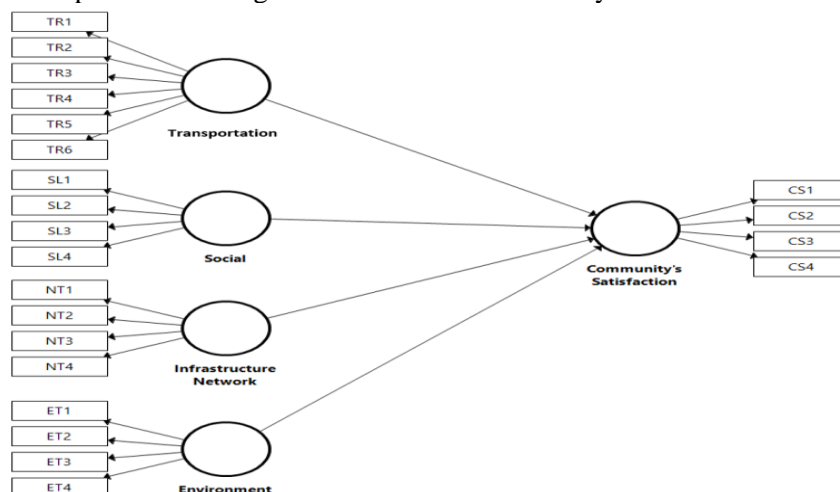 TR1
TR2
TR3
TR4
TR5
TR6
Transportation
SL1
SL2
SL3
SL4
Social
NT1
NT2
NT3
NT4
Infrastructure
Network
ET1
ET2
ET3
ET4
Environment
CS1
CS2
CS3
CS4
Community's
Satisfaction